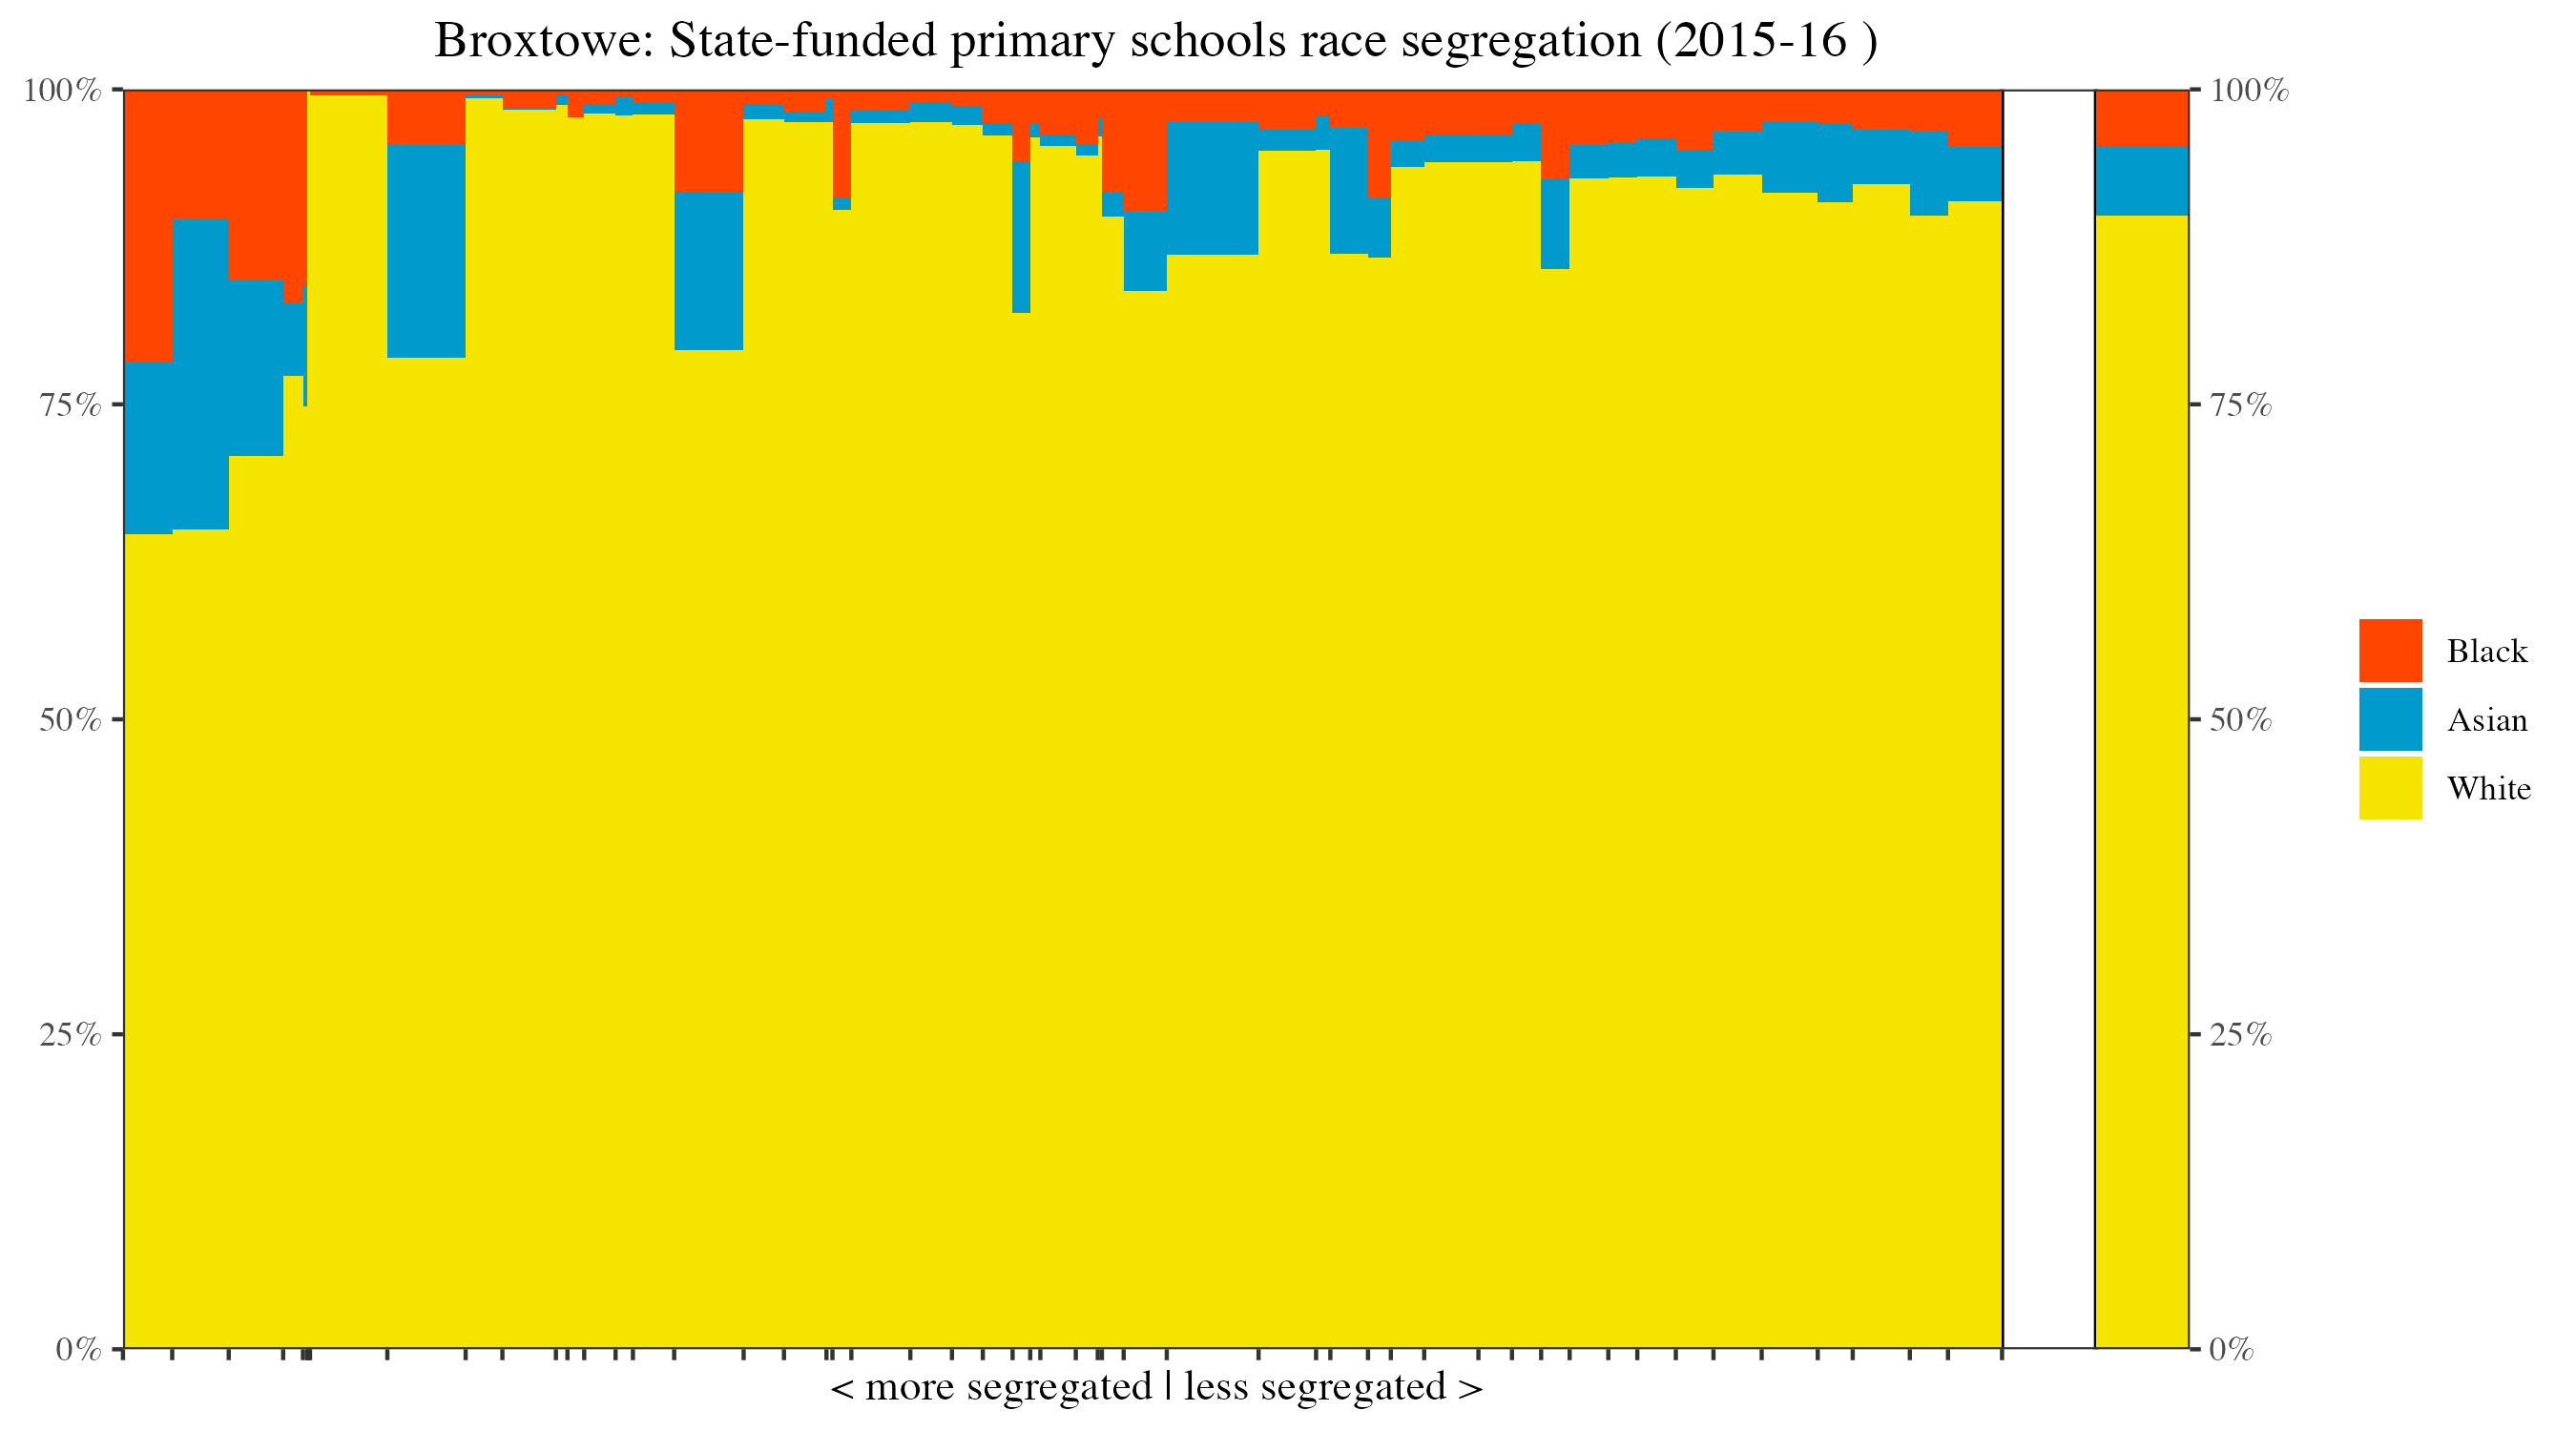 Broxtowe: State-funded primary schools race segregation (2015-16 )
100%
75%
50%
25%
0%
100%
75%
50%
25%
0%
Black
Asian
White
< more segregated | less segregated >